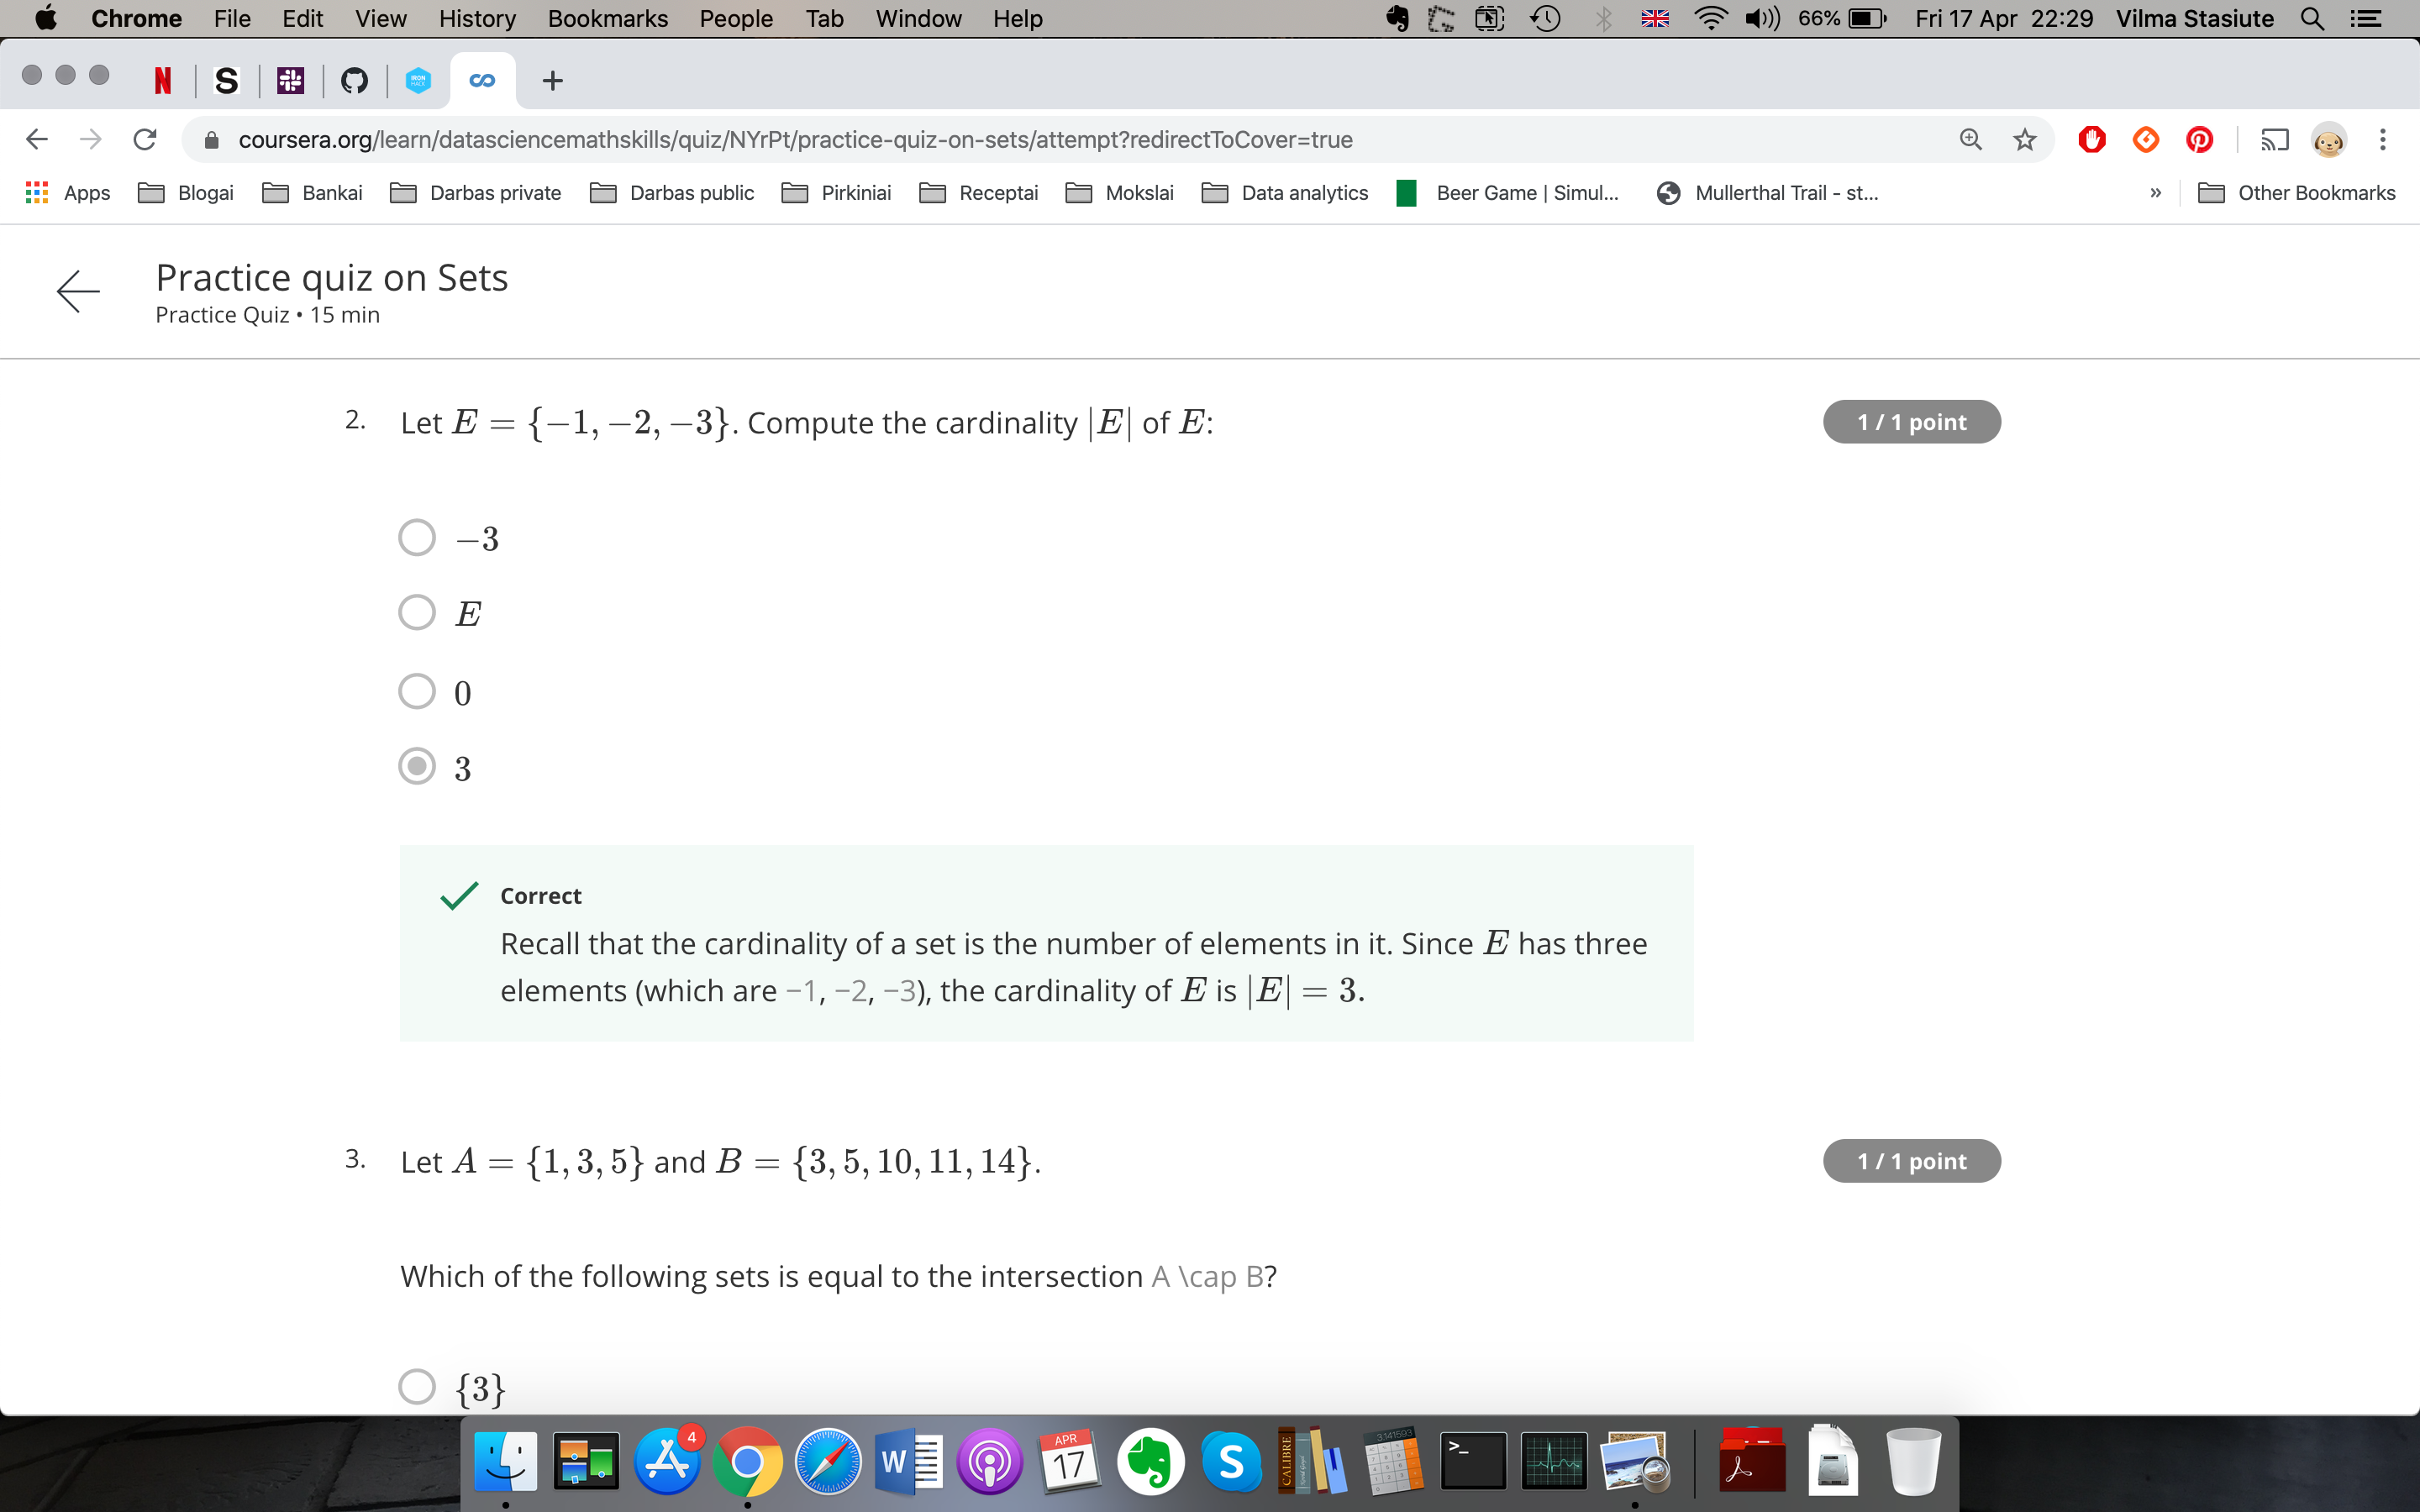 Chrome File Edit View History Bookmarks People Tab Window Help 66% Fri 17 Apr 22:29 Vilma Stasiute
coursera.org/learn/datasciencemathskills/quiz/NYrPt/practice-quiz-on-sets/attempt?redirectToCover=true
Apps Blogai Bankai Darbas private Darbas public Pirkiniai Receptai Mokslai Data analytics Beer Game | Simul... Mullerthal Trail - st... » Other Bookmarks
Practice quiz on Sets
Practice Quiz • 15 min
2. Let E = {−1, −2, −3}. Compute the cardinality |E| of E: 1 / 1 point
−3
E
0
3
Correct
Recall that the cardinality of a set is the number of elements in it. Since E has three
elements (which are −1, −2, −3), the cardinality of E is |E| = 3.
3. Let A = {1, 3, 5} and B = {3, 5, 10, 11, 14}. 1 / 1 point
Which of the following sets is equal to the intersection A \cap B?
{3}
4
APR
17
W
S
CALIBRE
3.141593
>_